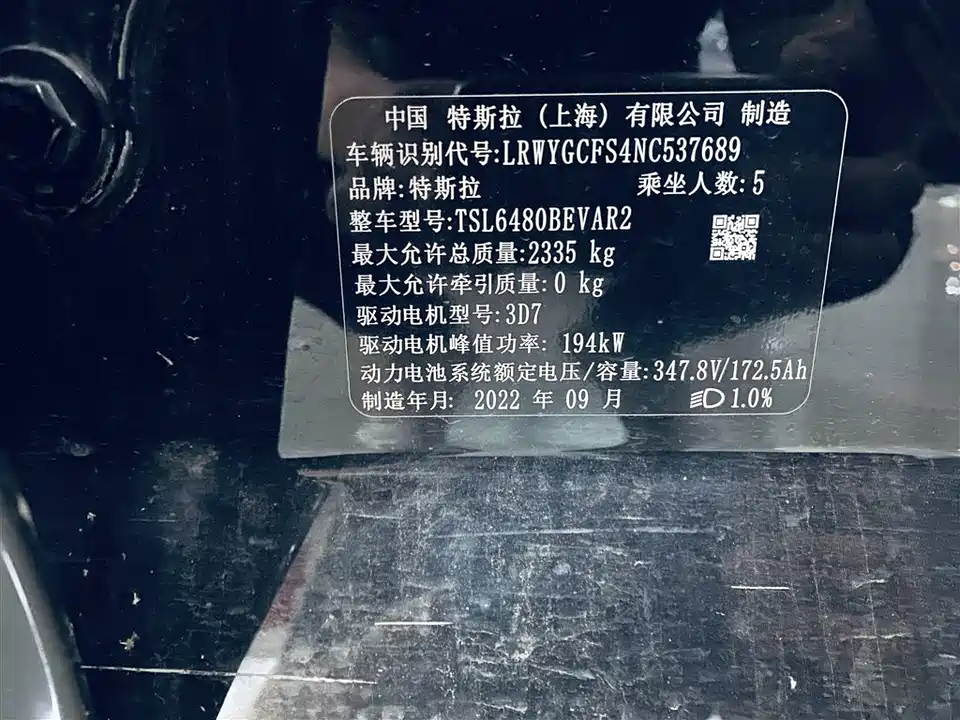 中国 特斯拉（上海）有限公司 制造
车辆识别代号:LRWYGCFS4NC537689
品牌:特斯拉 乘坐人数:5
整车型号:TSL6480BEVAR2
最大允许总质量:2335 kg
最大允许牵引质量:0 kg
驱动电机型号:3D7
驱动电机峰值功率: 194kW
动力电池系统额定电压/容量:347.8V/172.5Ah
制造年月: 2022 年 09 月 1.0%